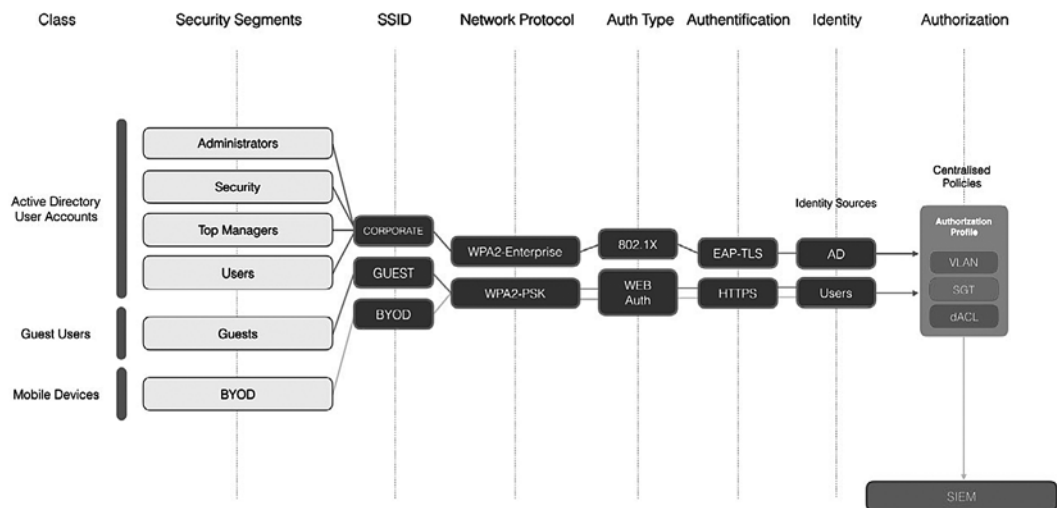 Class
Security Segments
SSID
Network Protocol
Auth Type
Authentification
Identity
Authorization
Active Directory
User Accounts
Guest Users
Mobile Devices
Administrators
Security
Top Managers
Users
Guests
BYOD
CORPORATE
GUEST
BYOD
WPA2-Enterprise
WPA2-PSK
802.1X
WEB
Auth
EAP-TLS
HTTPS
Identity Sources
AD
Users
Centralised
Policies
Authorization
Profile
VLAN
SGT
dACL
SIEM